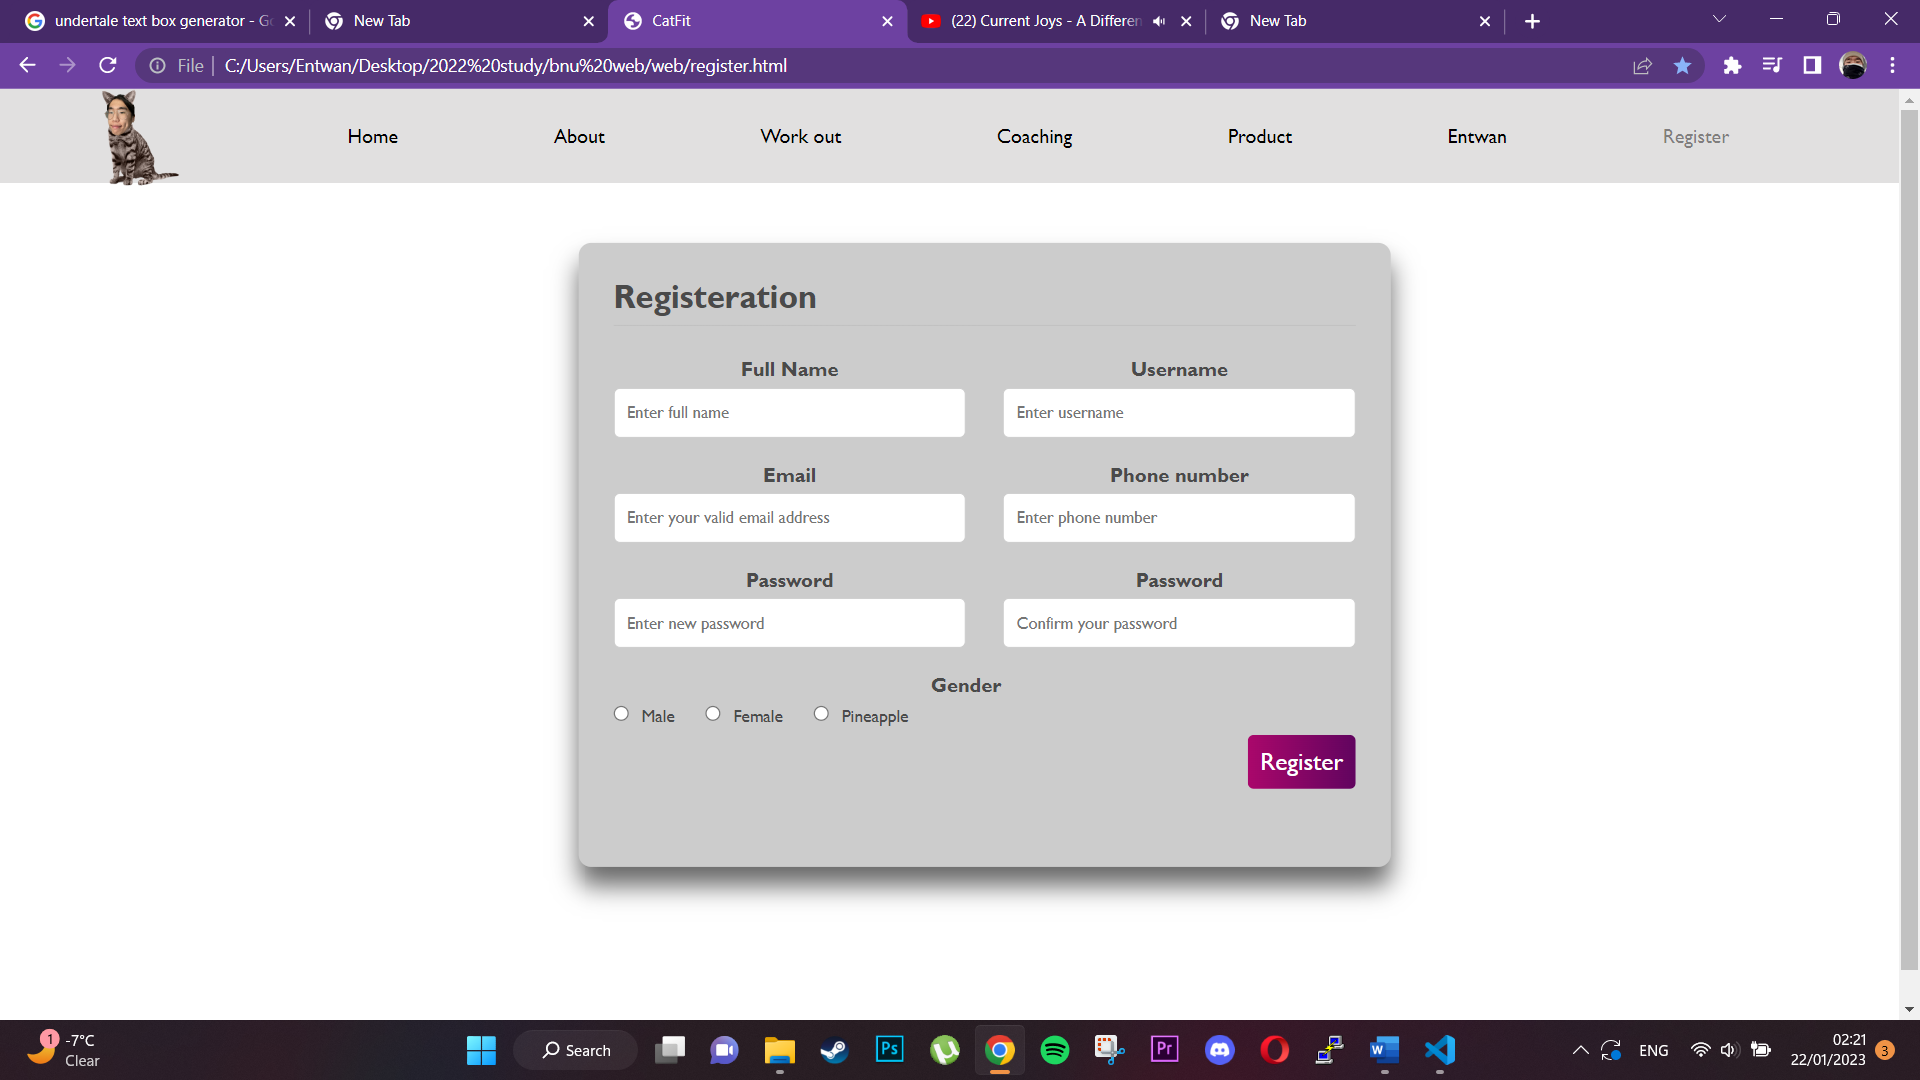 undertale text box generator - Go
New Tab
CatFit
(22) Current Joys - A Differen
New Tab
File | C:/Users/Entwan/Desktop/2022%20study/bnu%20web/web/register.html
Home About Work out Coaching Product Entwan Register
Registeration
Full Name Username
Enter full name Enter username
Email Phone number
Enter your valid email address Enter phone number
Password Password
Enter new password Confirm your password
Gender
Male Female Pineapple
Register
1 -7°C
Clear
Search
Ps
Pr
W
ENG
02:21
22/01/2023
3